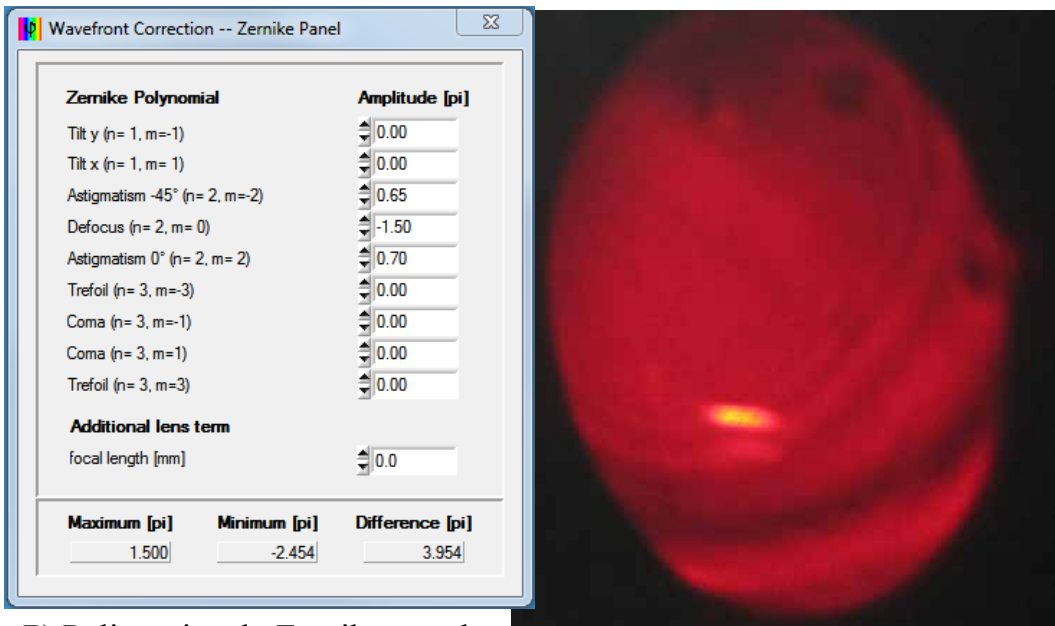 Wavefront Correction -- Zernike Panel
Zernike Polynomial Amplitude [pi]
Tilt y (n= 1, m=-1) 0.00
Tilt x (n= 1, m= 1) 0.00
Astigmatism -45° (n= 2, m=-2) 0.65
Defocus (n= 2, m= 0) -1.50
Astigmatism 0° (n= 2, m= 2) 0.70
Trefoil (n= 3, m=-3) 0.00
Coma (n= 3, m=-1) 0.00
Coma (n= 3, m=1) 0.00
Trefoil (n= 3, m=3) 0.00
Additional lens term
focal length [mm] 0.0
Maximum [pi] Minimum [pi] Difference [pi]
1.500 -2.454 3.954